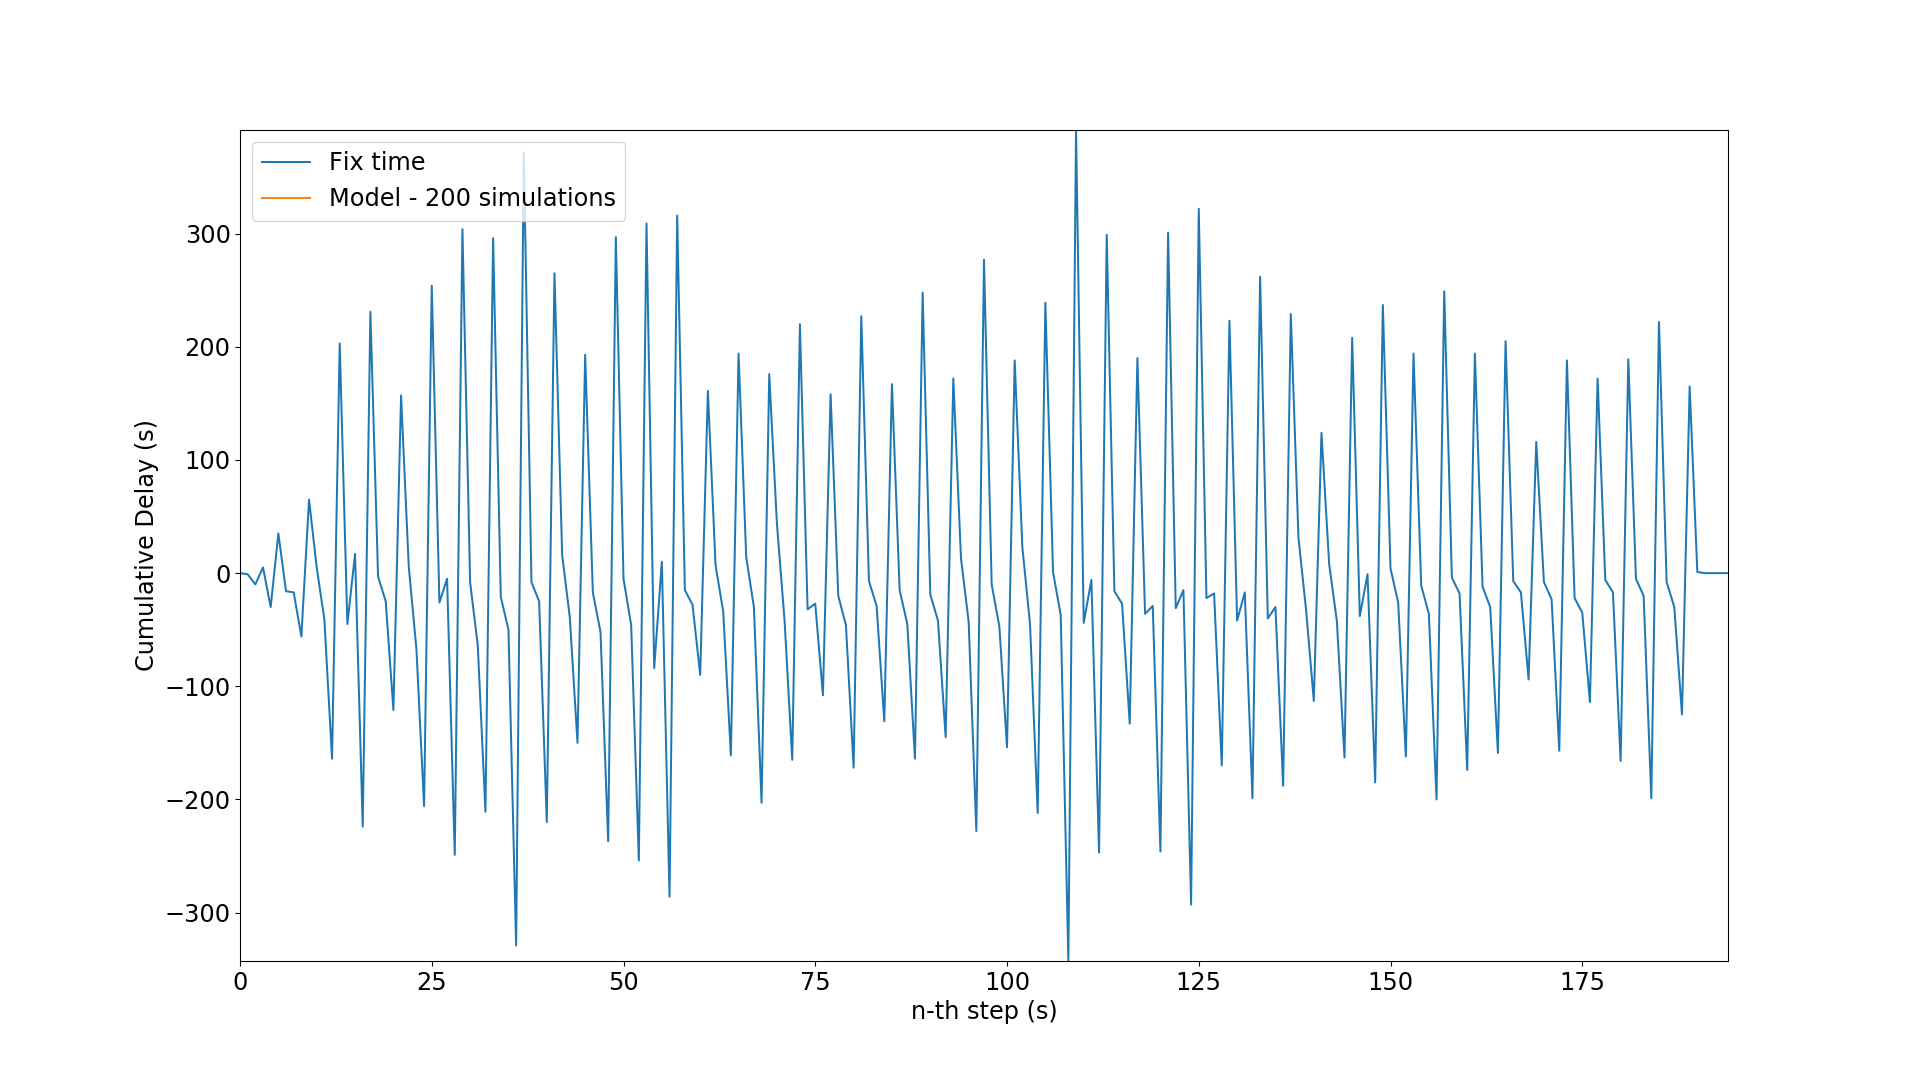 Fix time
Model - 200 simulations
300
200
100
0
−100
−200
−300
Cumulative Delay (s)
0 25 50 75 100 125 150 175
n-th step (s)